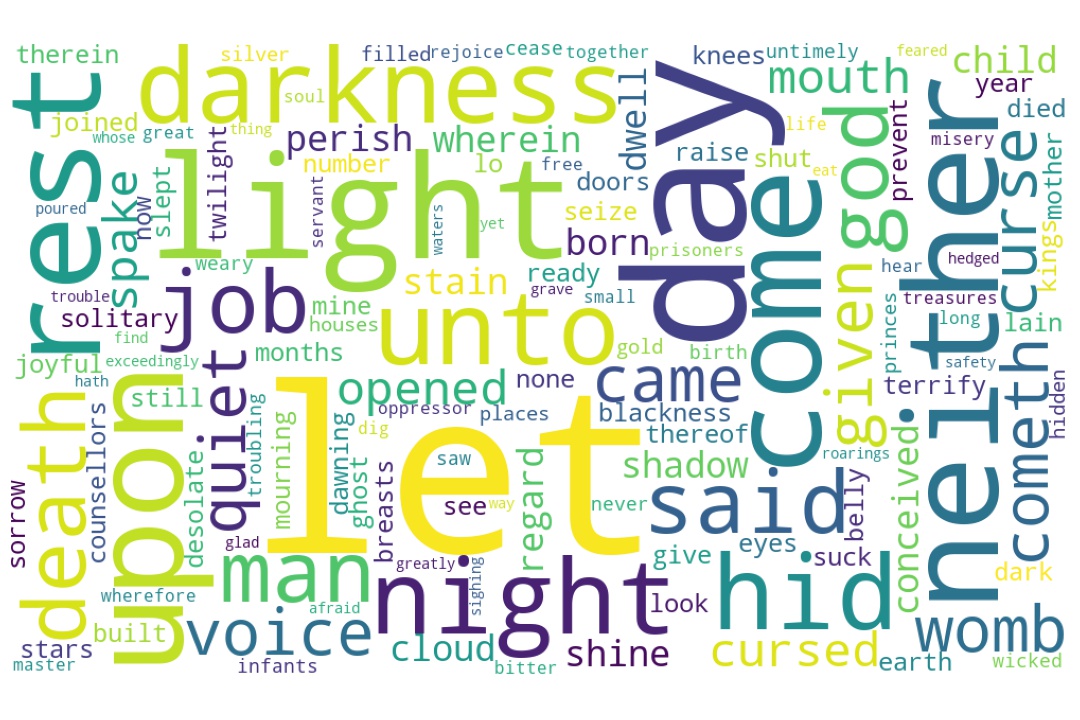 therein
silver
filled
rejoice
cease
together
knees
untimely
feared
child
rest
darkness
soul
day
mouth
year
died
joined
whose
great
thing
perish
wherein
dwell
life
god
prevent
neither
misery
curse
mother
twilight
number
lo
free
raise
shut
eat
doors
spake
now
slept
light
servant
waters
yet
seize
come
kings
poured
born
prisoners
weary
stain
ready
hear
hedged
trouble
job
mine
unto
grave
small
given
princes
treasures
solitary
houses
long
lain
find
months
gold
birth
joyful
exceedingly
quiet
safety
hath
still
opened
none
came
terrify
cometh
hidden
death
upon
counsellors
troubling
let
oppressor
places
blackness
mourning
dawning
dig
thereof
conceived
desolate
ghost
saw
shadow
roarings
sorrow
breasts
see
way
regard
never
said
belly
glad
man
greatly
sighing
night
give
eyes
suck
hid
dark
wherefore
afraid
look
womb
stars
built
voice
cloud
shine
cursed
earth
wicked
master
infants
bitter